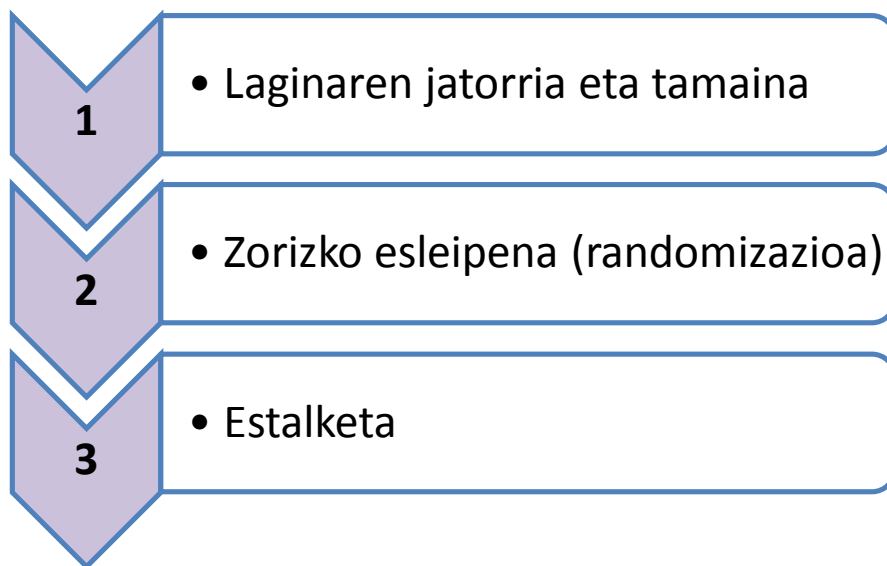 1
• Laginaren jatorria eta tamaina
2
• Zorizko esleipena (randomizazioa)
3
• Estalketa